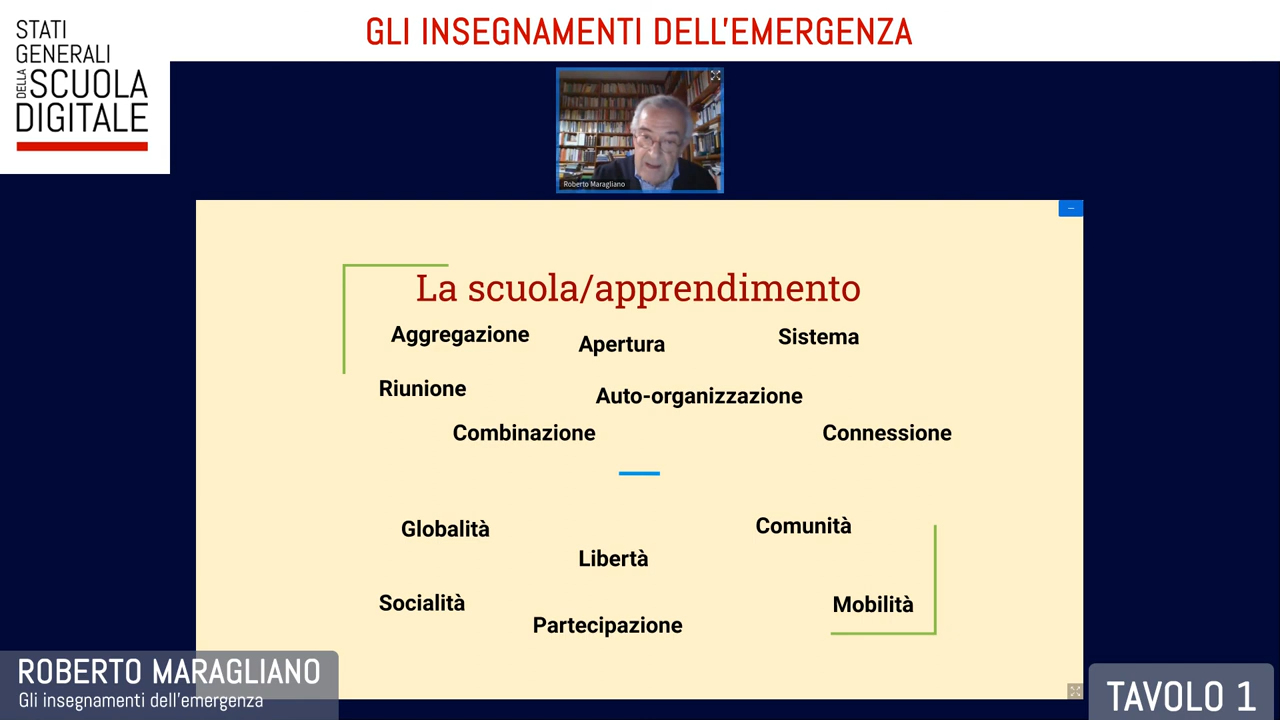 STATI
GENERALI
DELLA SCUOLA
DIGITALE
GLI INSEGNAMENTI DELL'EMERGENZA
Roberto Maragliano
La scuola/apprendimento
Aggregazione
Apertura
Sistema
Riunione
Auto-organizzazione
Combinazione
Connessione
Globalità
Comunità
Libertà
Socialità
Mobilità
Partecipazione
ROBERTO MARAGLIANO
Gli insegnamenti dell'emergenza
TAVOLO 1